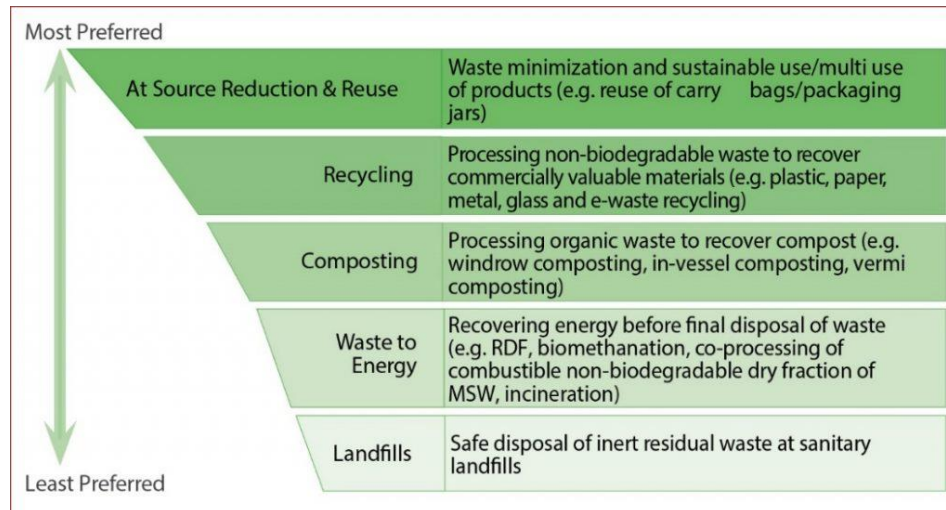 Most Preferred
At Source Reduction & Reuse
Waste minimization and sustainable use/multi use
of products (e.g. reuse of carry bags/packaging
jars)
Recycling
Processing non-biodegradable waste to recover
commercially valuable materials (e.g. plastic, paper,
metal, glass and e-waste recycling)
Composting
Processing organic waste to recover compost (e.g.
windrow composting, in-vessel composting, vermi
composting)
Waste to
Energy
Recovering energy before final disposal of waste
(e.g. RDF, biomethanation, co-processing of
combustible non-biodegradable dry fraction of
MSW, incineration)
Landfills
Safe disposal of inert residual waste at sanitary
landfills
Least Preferred